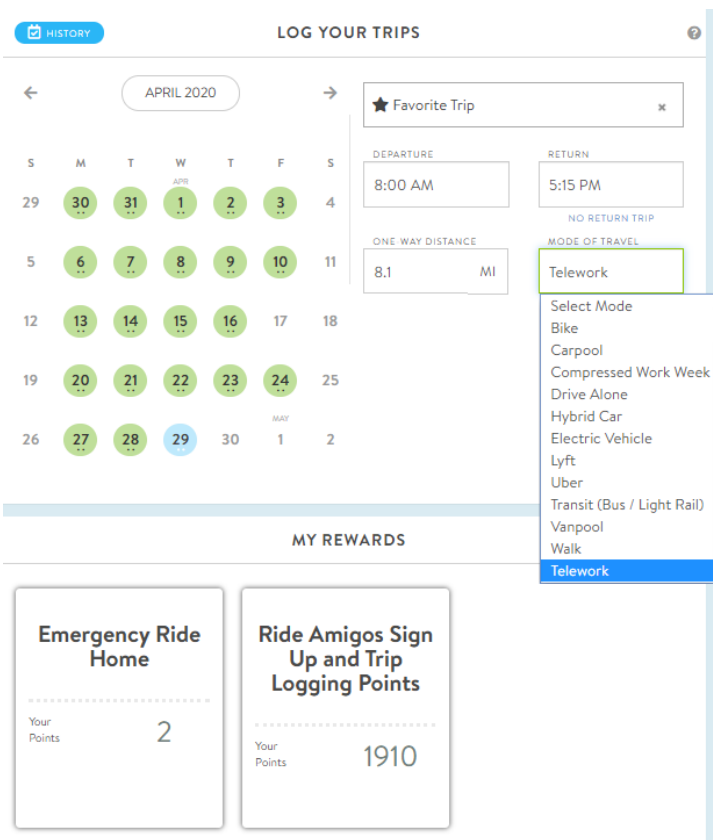 HISTORY
LOG YOUR TRIPS
?
APRIL 2020
S M T W T F S
APR
29 30 31 1 2 3 4
5 6 7 8 9 10 11
12 13 14 15 16 17 18
19 20 21 22 23 24 25
MAY
26 27 28 29 30 1 2
Favorite Trip
DEPARTURE
8:00 AM
RETURN
5:15 PM
NO RETURN TRIP
ONE WAY DISTANCE
8.1 MI
MODE OF TRAVEL
Telework
Select Mode
Bike
Carpool
Compressed Work Week
Drive Alone
Hybrid Car
Electric Vehicle
Lyft
Uber
Transit (Bus / Light Rail)
Vanpool
Walk
Telework
MY REWARDS
Emergency Ride
Home
Your
Points
2
Ride Amigos Sign
Up and Trip
Logging Points
Your
Points
1910